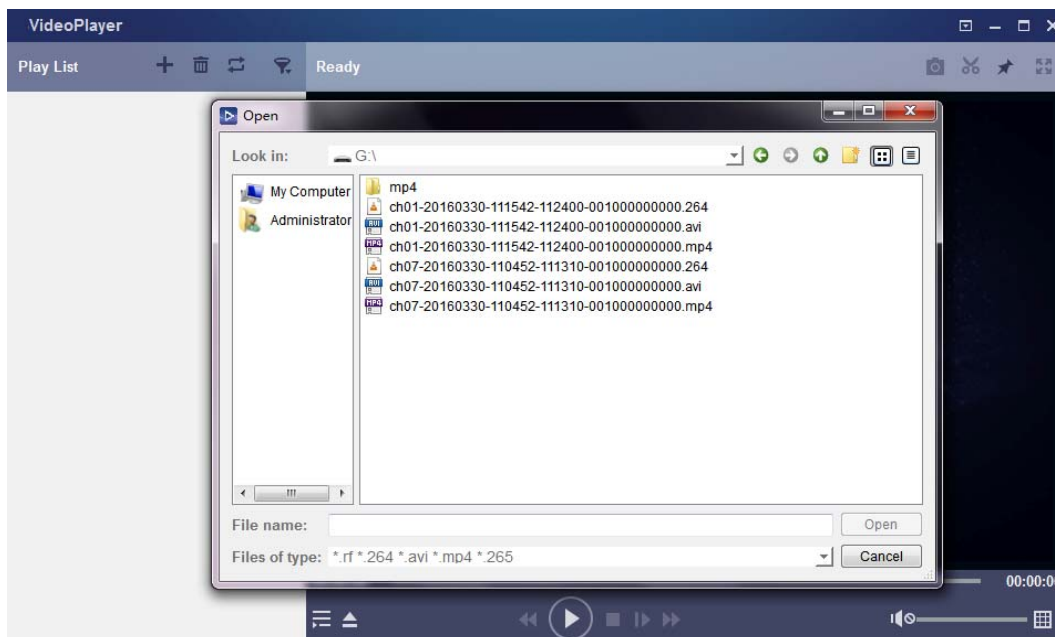 VideoPlayer
Play List
Ready
Open
Look in:
G:\
My Computer
Administrator
mp4
ch01-20160330-111542-112400-001000000000.264
ch01-20160330-111542-112400-001000000000.avi
ch01-20160330-111542-112400-001000000000.mp4
ch07-20160330-110452-111310-001000000000.264
ch07-20160330-110452-111310-001000000000.avi
ch07-20160330-110452-111310-001000000000.mp4
File name:
Open
Files of type: *.rf *.264 *.avi *.mp4 *.265
Cancel
00:00:0